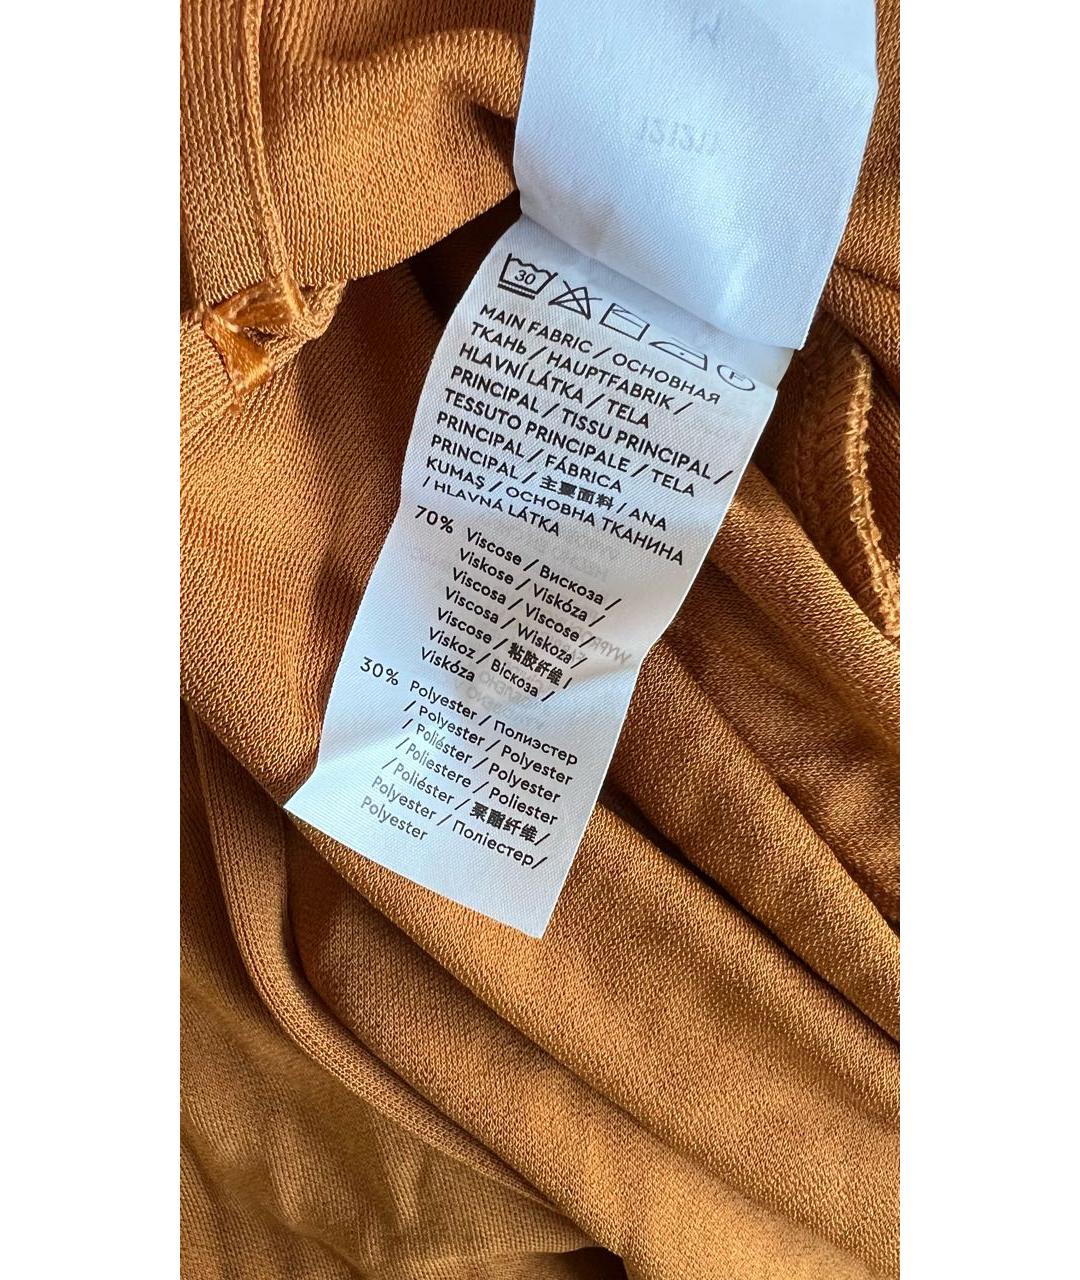 30
F
MAIN FABRIC / ОСНОВНАЯ
ТКАНЬ / HAUPTFABRIK /
HLAVNÍ LÁTKA / TELA
PRINCIPAL / TISSU PRINCIPAL /
TESSUTO PRINCIPALE / TELA
PRINCIPAL / FÁBRICA
PRINCIPAL / 主要面料 / ANA
KUMAŞ / ОСНОВНА ТКАНИНА
/ HLAVNÁ LÁTKA
70% Viscose / Вискоза /
Viskose / Viskóza /
Viscosa / Viscose /
Viscosa / Wiskoza /
Viscose / 粘胶纤维 /
Viskoz / Віскоза /
Viskóza
30% Polyester / Полиэстер
/ Polyester / Polyester
/ Poliéster / Polyester
/ Poliestere / Poliester
/ Poliéster / 聚酯纤维 /
Polyester / Поліестер /
Polyester